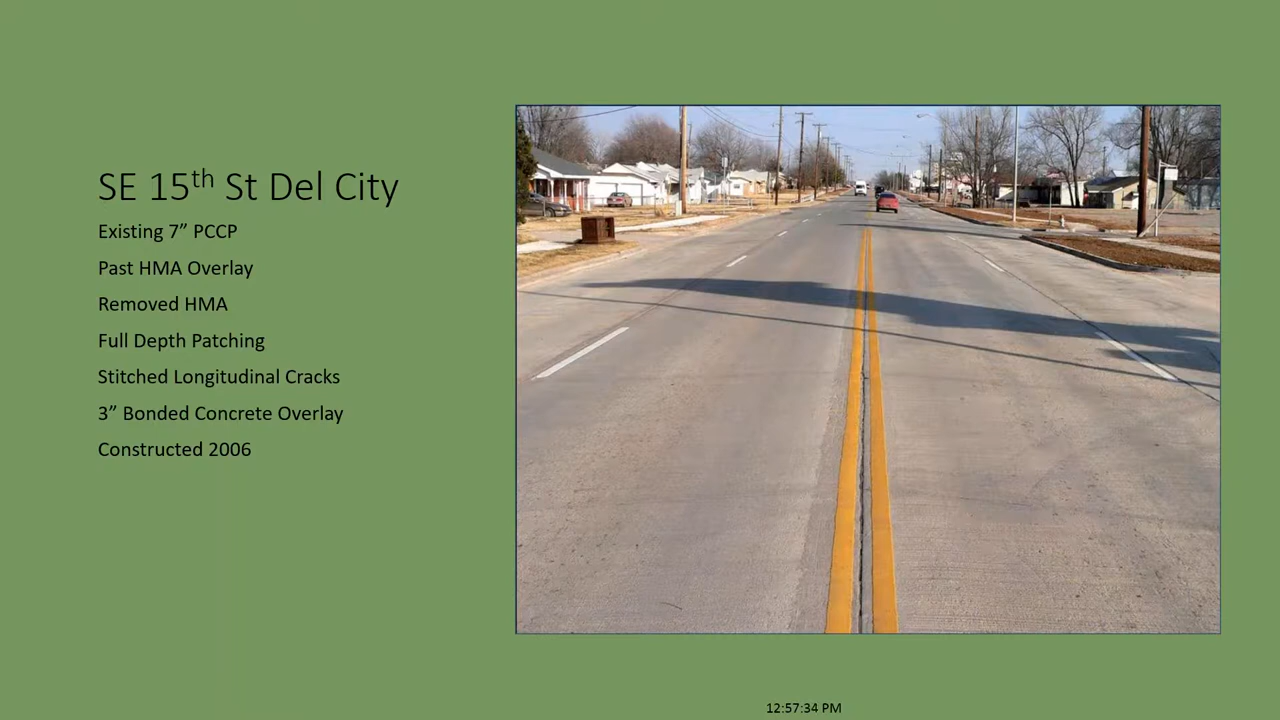 SE 15th St Del City
Existing 7” PCCP
Past HMA Overlay
Removed HMA
Full Depth Patching
Stitched Longitudinal Cracks
3” Bonded Concrete Overlay
Constructed 2006
12:57:34 PM